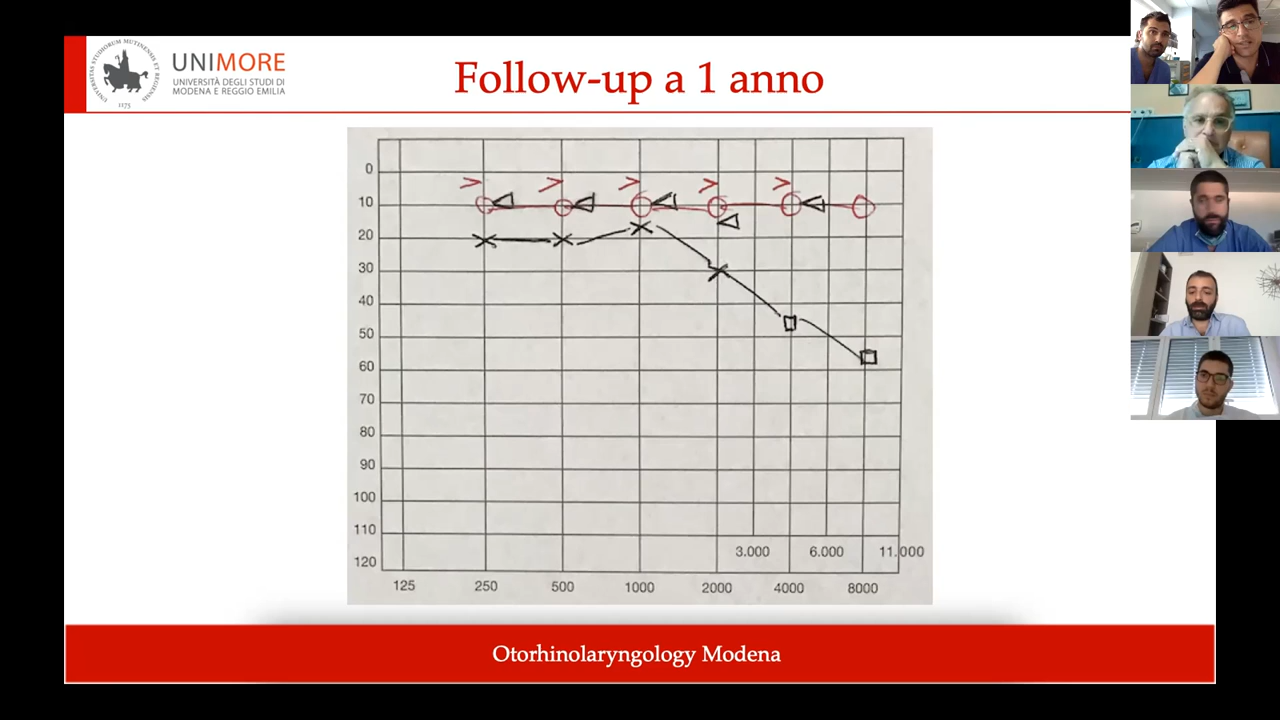 UNIMORE
UNIVERSITÀ DEGLI STUDI DI
MODENA E REGGIO EMILIA
1175
Follow-up a 1 anno
0
10
20
30
40
50
60
70
80
90
100
110
120
3.000 6.000 11.000
125 250 500 1000 2000 4000 8000
Otorhinolaryngology Modena